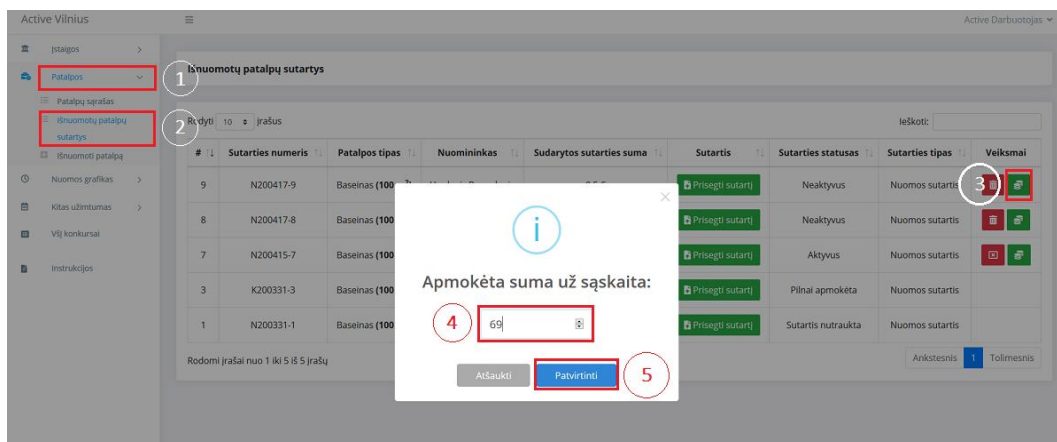 Active Vilnius
Active Darbuotojas
Įstaigos
Patalpos
1
Patalpų sąrašas
Išnuomotų patalpų
sutartys
2
Išnuomoti patalpą
Nuomos grafikas
Kitas užimtumas
VšĮ konkursai
Instrukcijos
Išnuomotų patalpų sutartys
Rodyti 10 įrašus
Ieškoti:
# Sutarties numeris Patalpos tipas Nuomininkas Sudarytos sutarties suma Sutartis Sutarties statusas Sutarties tipas Veiksmai
9 N200417-9 Baseinas (100 Prisegti sutartį Neaktyvus Nuomos sutartis 3
8 N200417-8 Baseinas (100 Prisegti sutartį Neaktyvus Nuomos sutartis
7 N200415-7 Baseinas (100 Prisegti sutartį Aktyvus Nuomos sutartis
3 K200331-3 Baseinas (100 Prisegti sutartį Pilnai apmokėta Nuomos sutartis
1 N200331-1 Baseinas (100 Prisegti sutartį Sutartis nutraukta Nuomos sutartis
Rodomi įrašai nuo 1 iki 5 iš 5 įrašų
Ankstesnis 1 Tolimesnis
Apmokėta suma už sąskaita:
4 69
Atšaukti Patvirtinti 5